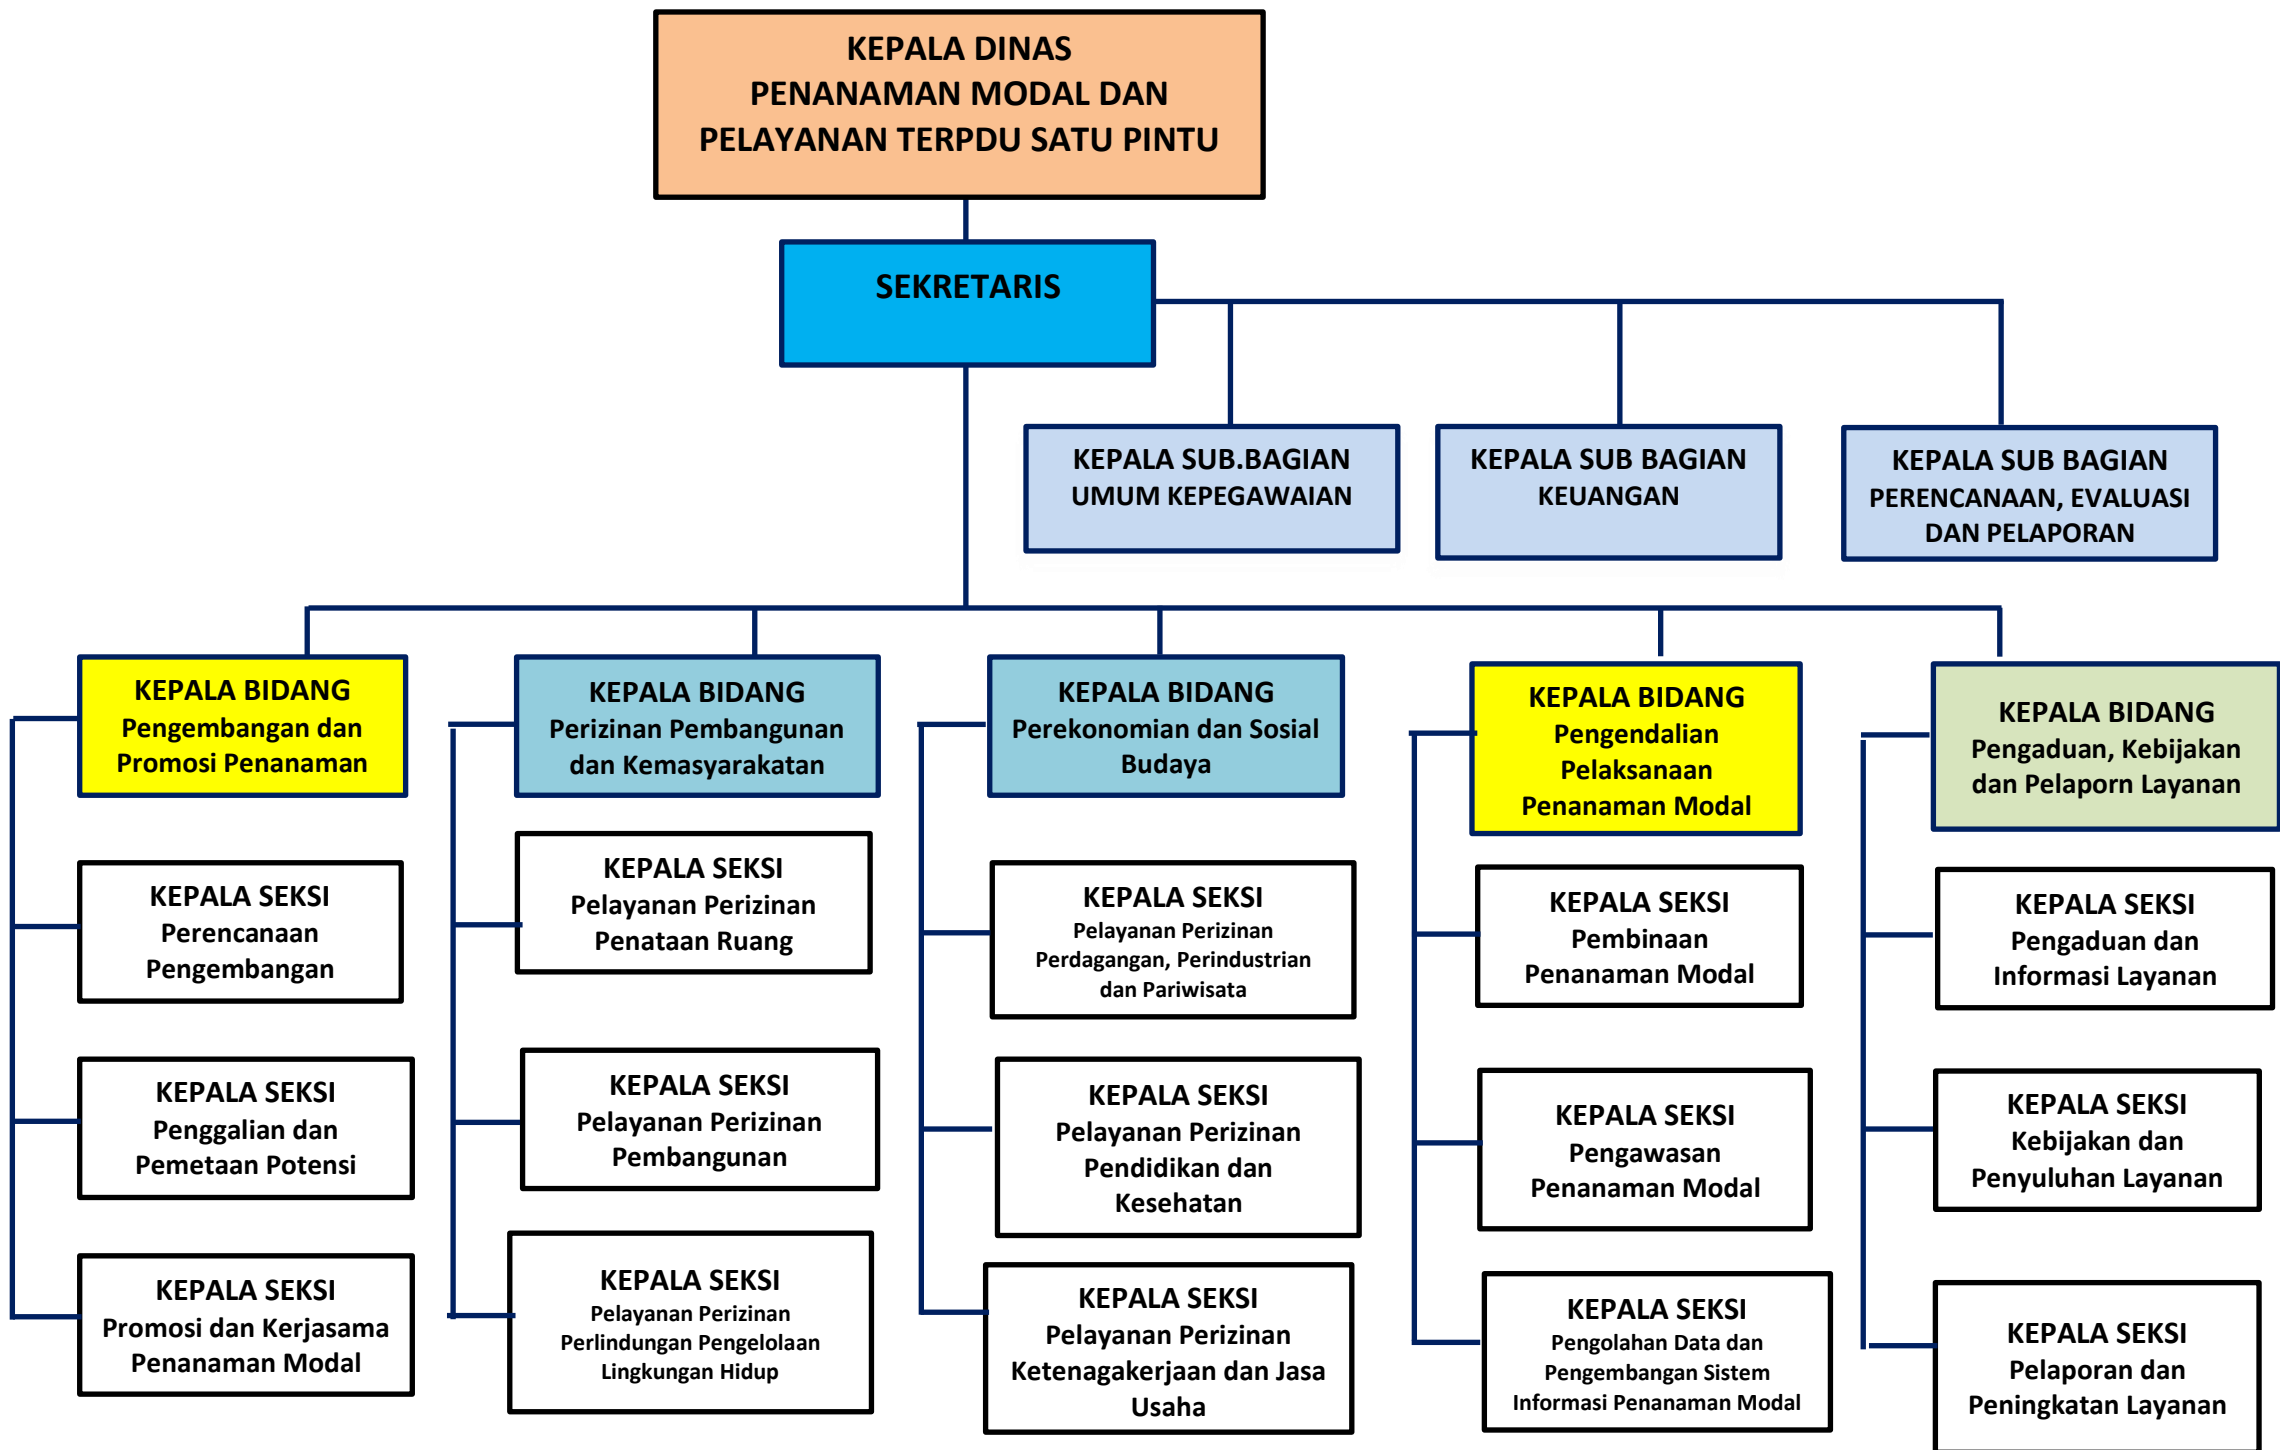 KEPALA DINAS
PENANAMAN MODAL DAN
PELAYANAN TERPDU SATU PINTU
SEKRETARIS
KEPALA SUB.BAGIAN
UMUM KEPEGAWAIAN
KEPALA SUB BAGIAN
KEUANGAN
KEPALA SUB BAGIAN
PERENCANAAN, EVALUASI
DAN PELAPORAN
KEPALA BIDANG
Pengembangan dan
Promosi Penanaman
KEPALA BIDANG
Perizinan Pembangunan
dan Kemasyarakatan
KEPALA BIDANG
Perekonomian dan Sosial
Budaya
KEPALA BIDANG
Pengendalian
Pelaksanaan
Penanaman Modal
KEPALA BIDANG
Pengaduan, Kebijakan
dan Pelaporn Layanan
KEPALA SEKSI
Perencanaan
Pengembangan
KEPALA SEKSI
Pelayanan Perizinan
Penataan Ruang
KEPALA SEKSI
Pelayanan Perizinan
Perdagangan, Perindustrian
dan Pariwisata
KEPALA SEKSI
Pembinaan
Penanaman Modal
KEPALA SEKSI
Pengaduan dan
Informasi Layanan
KEPALA SEKSI
Penggalian dan
Pemetaan Potensi
KEPALA SEKSI
Pelayanan Perizinan
Pembangunan
KEPALA SEKSI
Pelayanan Perizinan
Pendidikan dan
Kesehatan
KEPALA SEKSI
Pengawasan
Penanaman Modal
KEPALA SEKSI
Kebijakan dan
Penyuluhan Layanan
KEPALA SEKSI
Promosi dan Kerjasama
Penanaman Modal
KEPALA SEKSI
Pelayanan Perizinan
Perlindungan Pengelolaan
Lingkungan Hidup
KEPALA SEKSI
Pelayanan Perizinan
Ketenagakerjaan dan Jasa
Usaha
KEPALA SEKSI
Pengolahan Data dan
Pengembangan Sistem
Informasi Penanaman Modal
KEPALA SEKSI
Pelaporan dan
Peningkatan Layanan